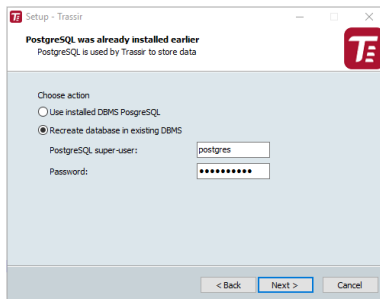 Setup - Trassir
PostgreSQL was already installed earlier
PostgreSQL is used by Trassir to store data
Choose action
Use installed DBMS PosgreSQL
Recreate database in existing DBMS
PostgreSQL super-user: postgres
Password: ●●●●●●●●●●
< Back Next > Cancel